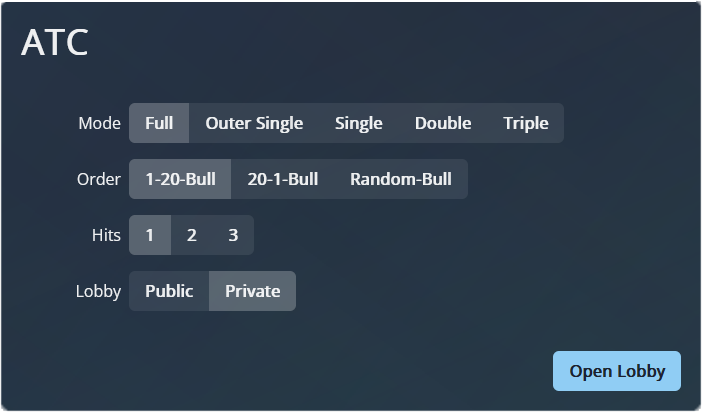 ATC
Mode Full Outer Single Single Double Triple
Order 1-20-Bull 20-1-Bull Random-Bull
Hits 1 2 3
Lobby Public Private
Open Lobby